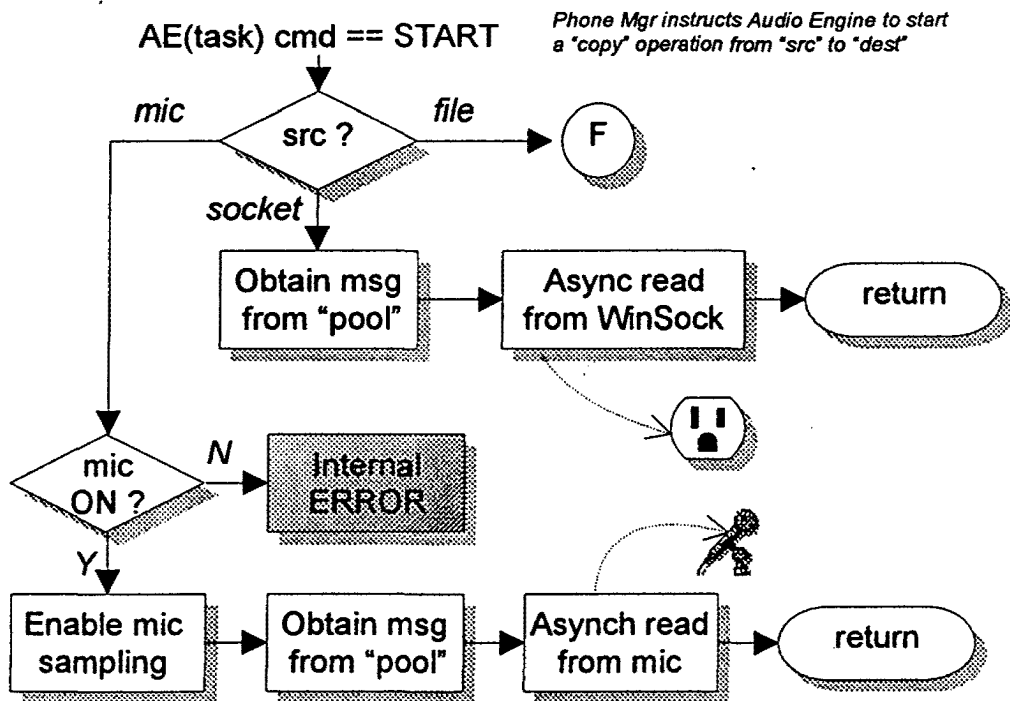 AE(task) cmd == START
Phone Mgr instructs Audio Engine to start
a "copy" operation from "src" to "dest"
mic
src ?
file
F
socket
Obtain msg
from "pool"
Async read
from WinSock
return
mic
ON ?
N
Internal
ERROR
Y
Enable mic
sampling
Obtain msg
from "pool"
Asynch read
from mic
return